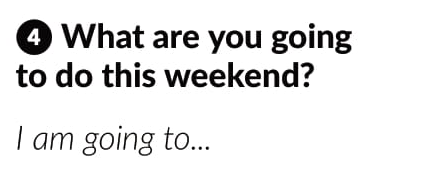 4 What are you going
to do this weekend?
I am going to...